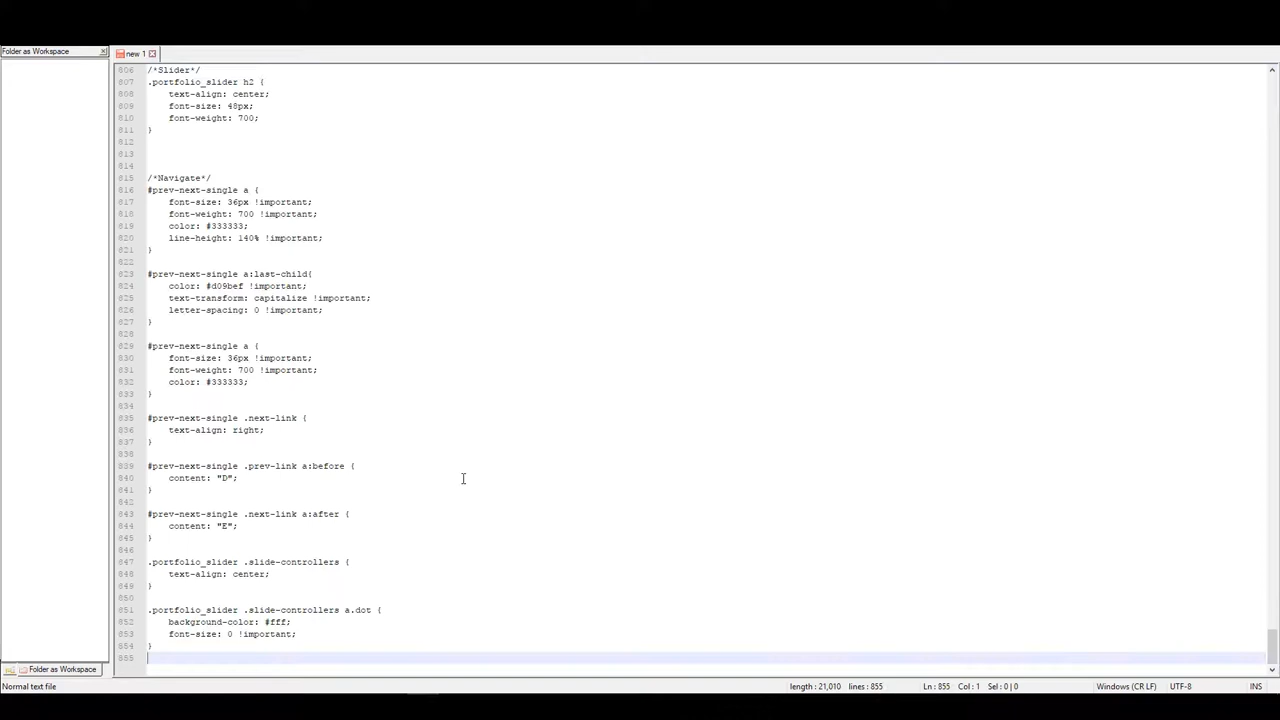 Folder as Workspace
new 1
806 /*Slider*/
807 .portfolio_slider h2 {
808 text-align: center;
809 font-size: 48px;
810 font-weight: 700;
811 }
812
813
814
815 /*Navigate*/
816 #prev-next-single a {
817 font-size: 36px !important;
818 font-weight: 700 !important;
819 color: #333333;
820 line-height: 140% !important;
821 }
822
823 #prev-next-single a:last-child{
824 color: #d09bef !important;
825 text-transform: capitalize !important;
826 letter-spacing: 0 !important;
827 }
828
829 #prev-next-single a {
830 font-size: 36px !important;
831 font-weight: 700 !important;
832 color: #333333;
833 }
834
835 #prev-next-single .next-link {
836 text-align: right;
837 }
838
839 #prev-next-single .prev-link a:before {
840 content: "D";
841 }
842
843 #prev-next-single .next-link a:after {
844 content: "E";
845 }
846
847 .portfolio_slider .slide-controllers {
848 text-align: center;
849 }
850
851 .portfolio_slider .slide-controllers a.dot {
852 background-color: #fff;
853 font-size: 0 !important;
854 }
855
Folder as Workspace
Normal text file length : 21,010 lines : 855 Ln : 855 Col : 1 Sel : 0 | 0 Windows (CR LF) UTF-8 INS